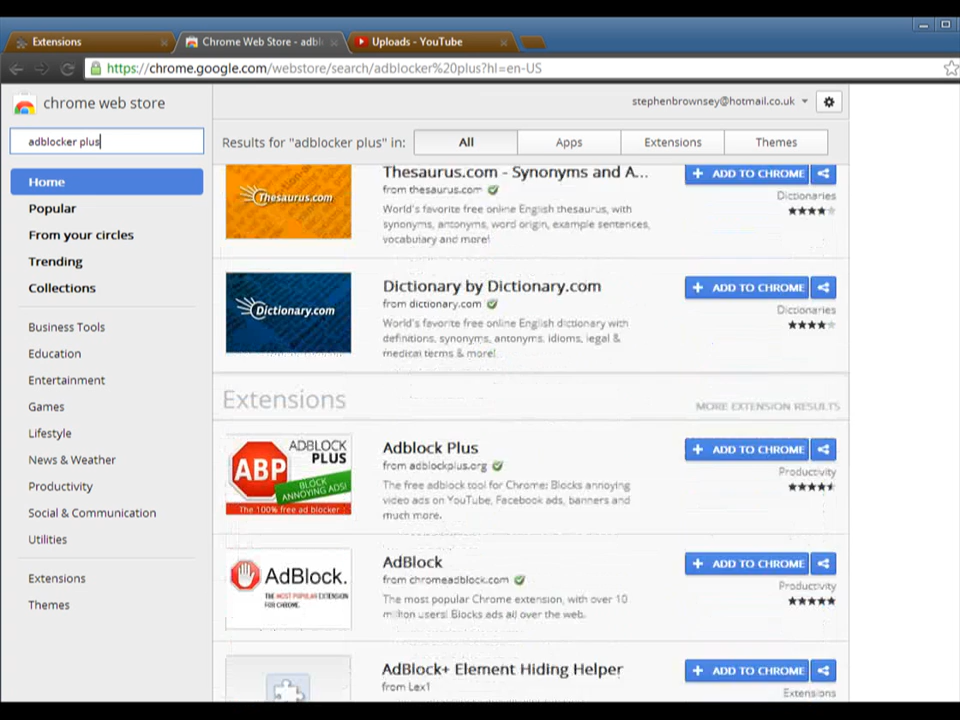 Extensions
Chrome Web Store - adbl
Uploads - YouTube
https://chrome.google.com/webstore/search/adblocker%20plus?hl=en-US
chrome web store
stephenbrownsey@hotmail.co.uk
adblocker plus
Results for "adblocker plus" in:
All
Apps
Extensions
Themes
Home
Popular
From your circles
Trending
Collections
Business Tools
Education
Entertainment
Games
Lifestyle
News & Weather
Productivity
Social & Communication
Utilities
Extensions
Themes
Thesaurus.com
Thesaurus.com - Synonyms and A...
from thesaurus.com
World's favorite free online English thesaurus, with
synonyms, antonyms, word origin, example sentences,
vocabulary and more!
+ ADD TO CHROME
Dictionaries
Dictionary.com
Dictionary by Dictionary.com
from dictionary.com
World's favorite free online English dictionary with
definitions, synonyms, antonyms, idioms, legal &
medical terms & more!
+ ADD TO CHROME
Dictionaries
Extensions
MORE EXTENSION RESULTS
ABP
ADBLOCK
PLUS
BLOCK
ANNOYING ADS!
The 100% free ad blocker!
Adblock Plus
from adblockplus.org
The free adblock tool for Chrome: Blocks annoying
video ads on YouTube, Facebook ads, banners and
much more.
+ ADD TO CHROME
Productivity
AdBlock.
THE MOST POPULAR EXTENSION
FOR CHROME.
AdBlock
from chromeadblock.com
The most popular Chrome extension, with over 10
million users! Blocks ads all over the web.
+ ADD TO CHROME
Productivity
AdBlock+ Element Hiding Helper
from Lex1
+ ADD TO CHROME
Extensions